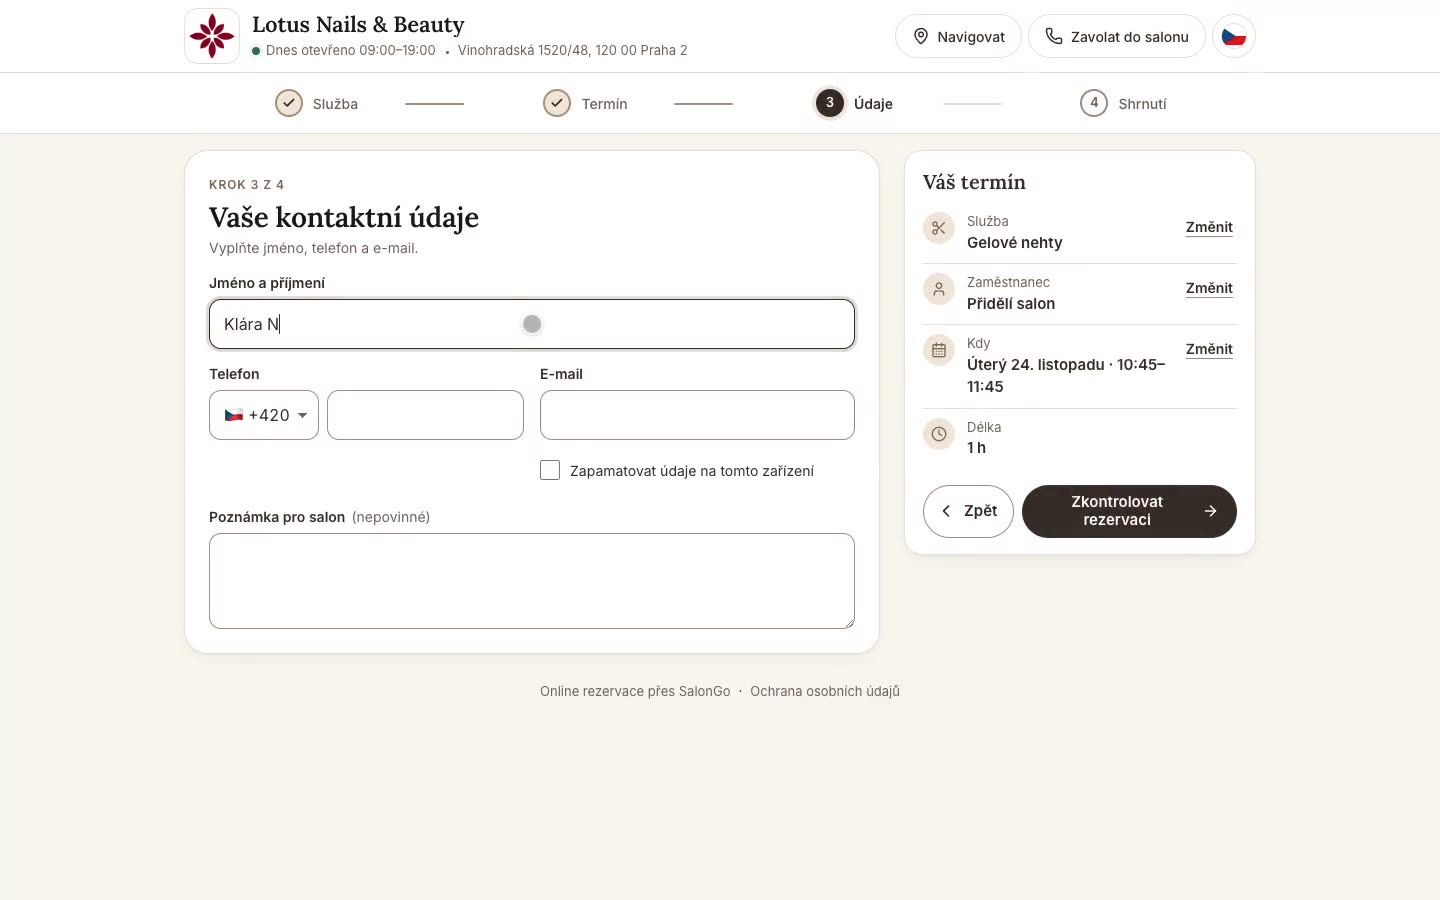 Lotus Nails & Beauty
Dnes otevřeno 09:00–19:00 • Vinohradská 1520/48, 120 00 Praha 2
Navigovat
Zavolat do salonu
Služba
Termín
3 Údaje
4 Shrnutí
KROK 3 Z 4
Vaše kontaktní údaje
Vyplňte jméno, telefon a e-mail.
Jméno a příjmení
Klára N
Telefon
E-mail
+420
Zapamatovat údaje na tomto zařízení
Poznámka pro salon (nepovinné)
Váš termín
Služba
Gelové nehty
Změnit
Zaměstnanec
Přidělí salon
Změnit
Kdy
Úterý 24. listopadu · 10:45–
11:45
Změnit
Délka
1 h
Zpět
Zkontrolovat
rezervaci
Online rezervace přes SalonGo · Ochrana osobních údajů